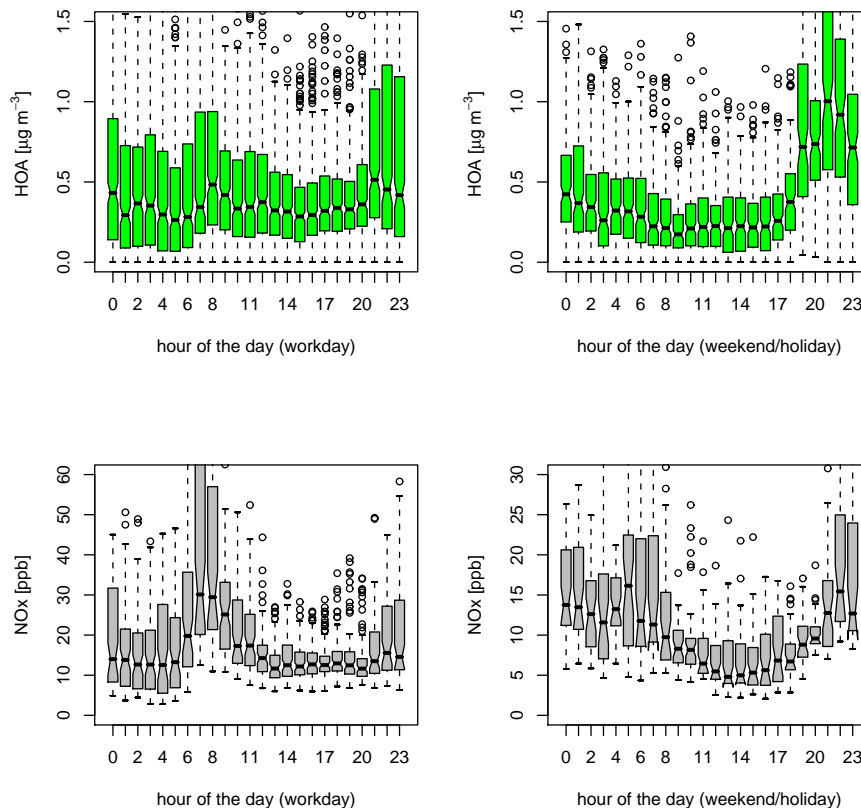 HOA [µg m⁻³]
0.0 0.5 1.0 1.5
0 2 4 6 8 11 14 17 20 23
hour of the day (workday)
HOA [µg m⁻³]
0.0 0.5 1.0 1.5
0 2 4 6 8 11 14 17 20 23
hour of the day (weekend/holiday)
NOx [ppb]
0 10 20 30 40 50 60
0 2 4 6 8 11 14 17 20 23
hour of the day (workday)
NOx [ppb]
0 5 10 15 20 25 30
0 2 4 6 8 11 14 17 20 23
hour of the day (weekend/holiday)